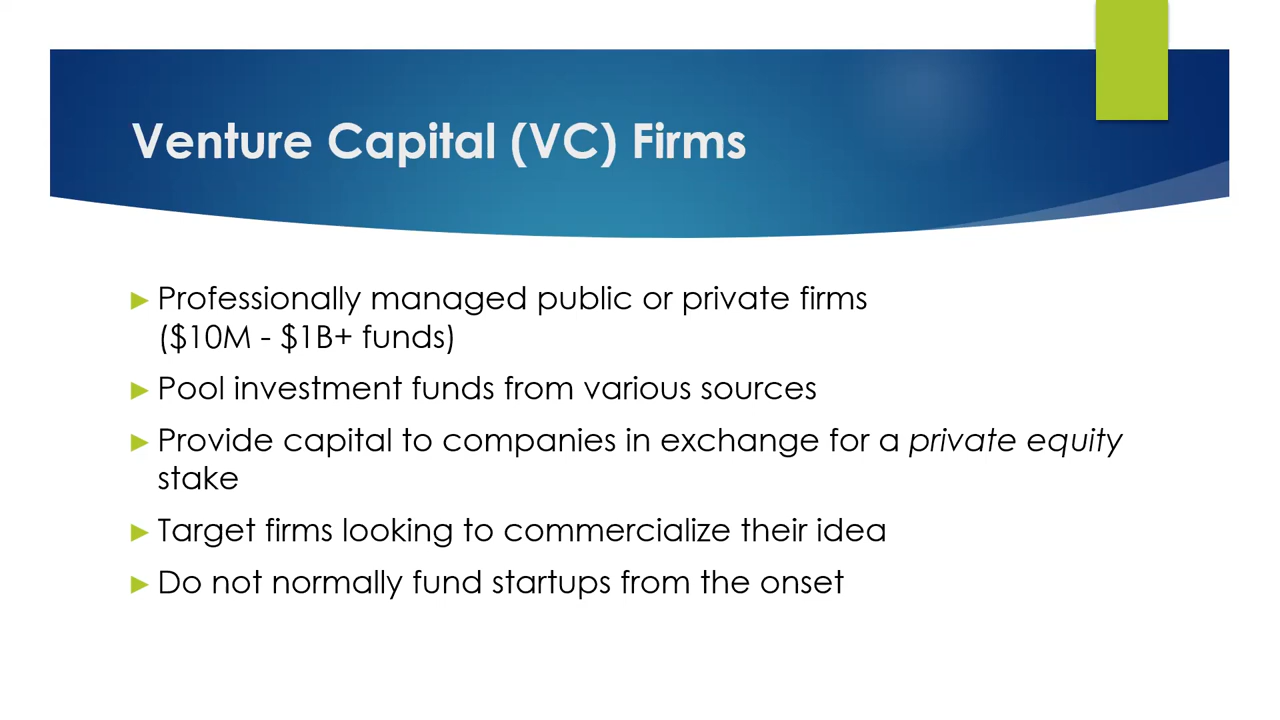 Venture Capital (VC) Firms
► Professionally managed public or private firms
($10M - $1B+ funds)
► Pool investment funds from various sources
► Provide capital to companies in exchange for a private equity
stake
► Target firms looking to commercialize their idea
► Do not normally fund startups from the onset